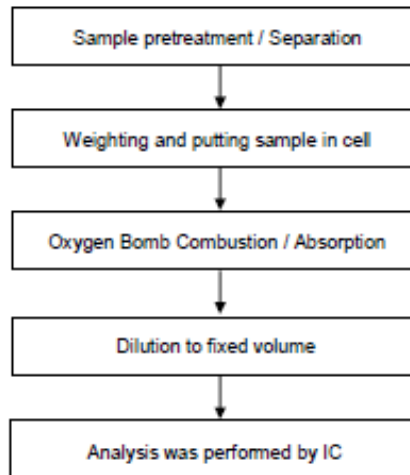 Sample pretreatment / Separation
Weighting and putting sample in cell
Oxygen Bomb Combustion / Absorption
Dilution to fixed volume
Analysis was performed by IC